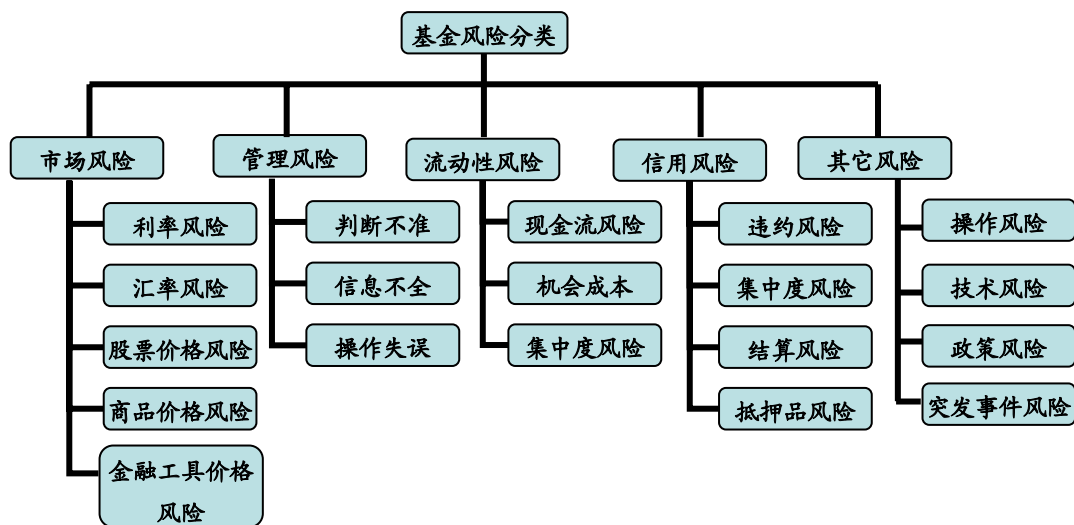 基金风险分类
市场风险
管理风险
流动性风险
信用风险
其它风险
利率风险
汇率风险
股票价格风险
商品价格风险
金融工具价格
风险
判断不准
信息不全
操作失误
现金流风险
机会成本
集中度风险
违约风险
集中度风险
结算风险
抵押品风险
操作风险
技术风险
政策风险
突发事件风险